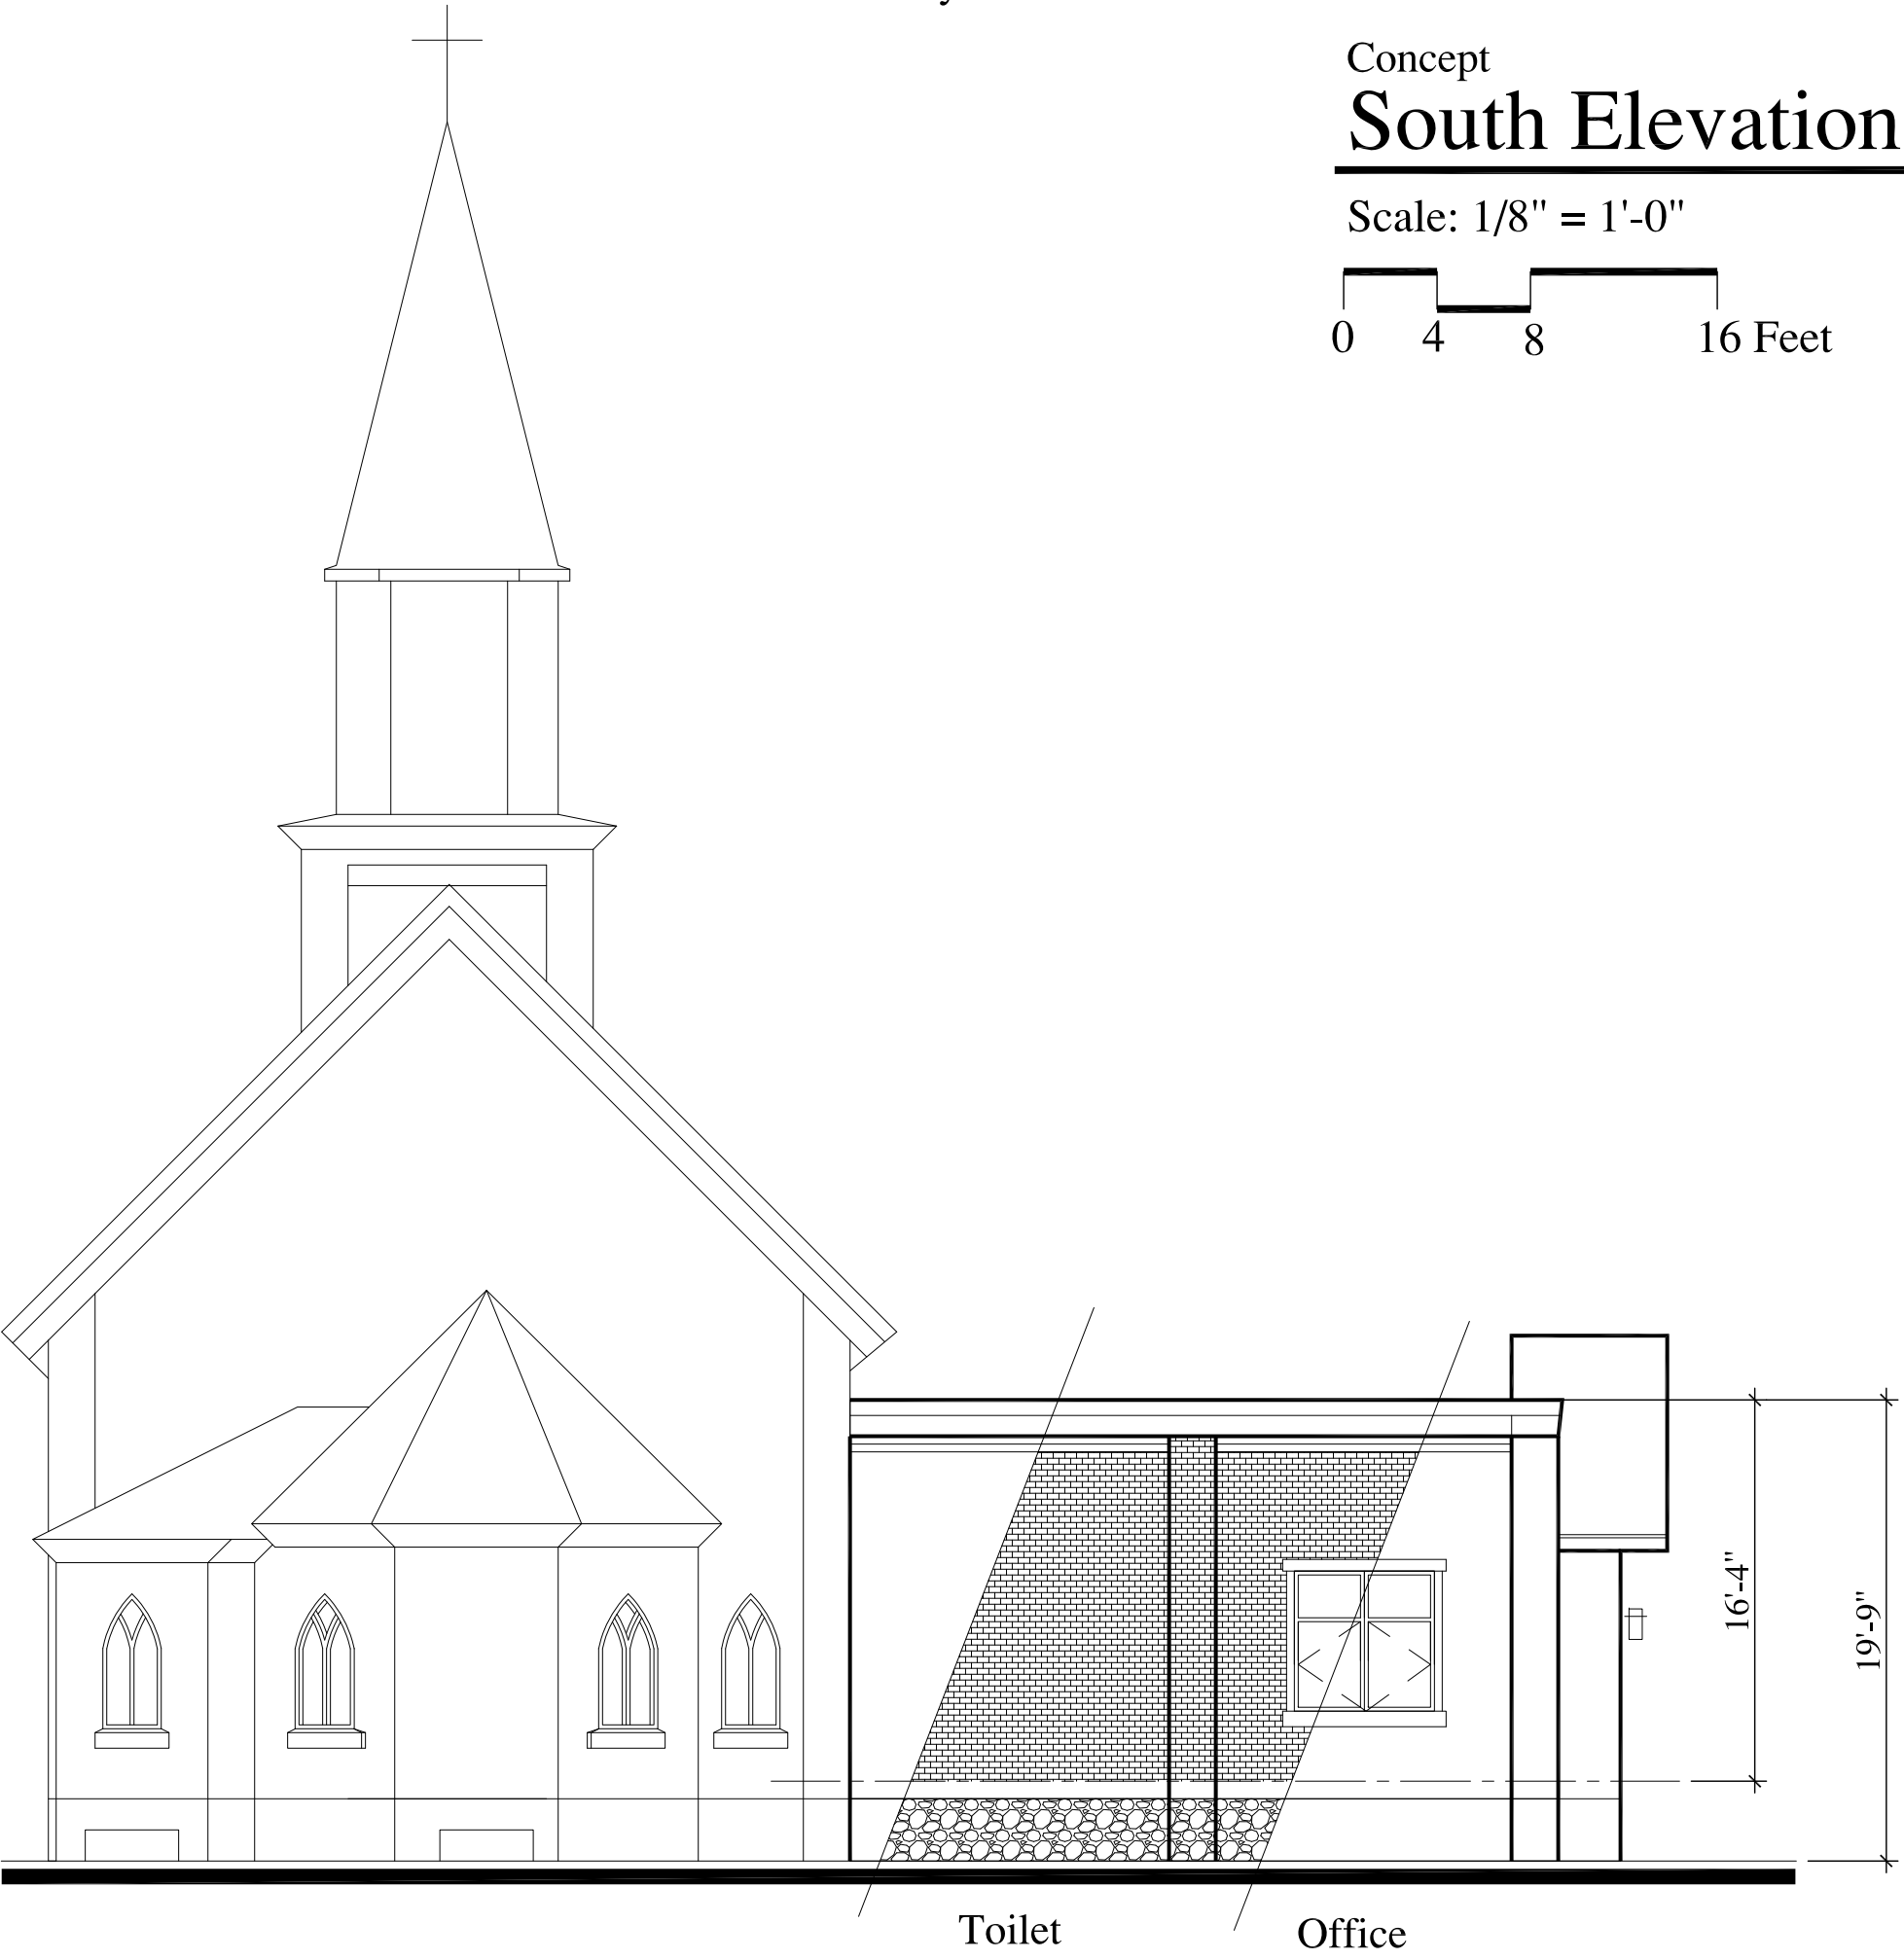 Concept
South Elevation
Scale: 1/8" = 1'-0"
0 4 8 16 Feet
16'-4"
19'-9"
Toilet
Office